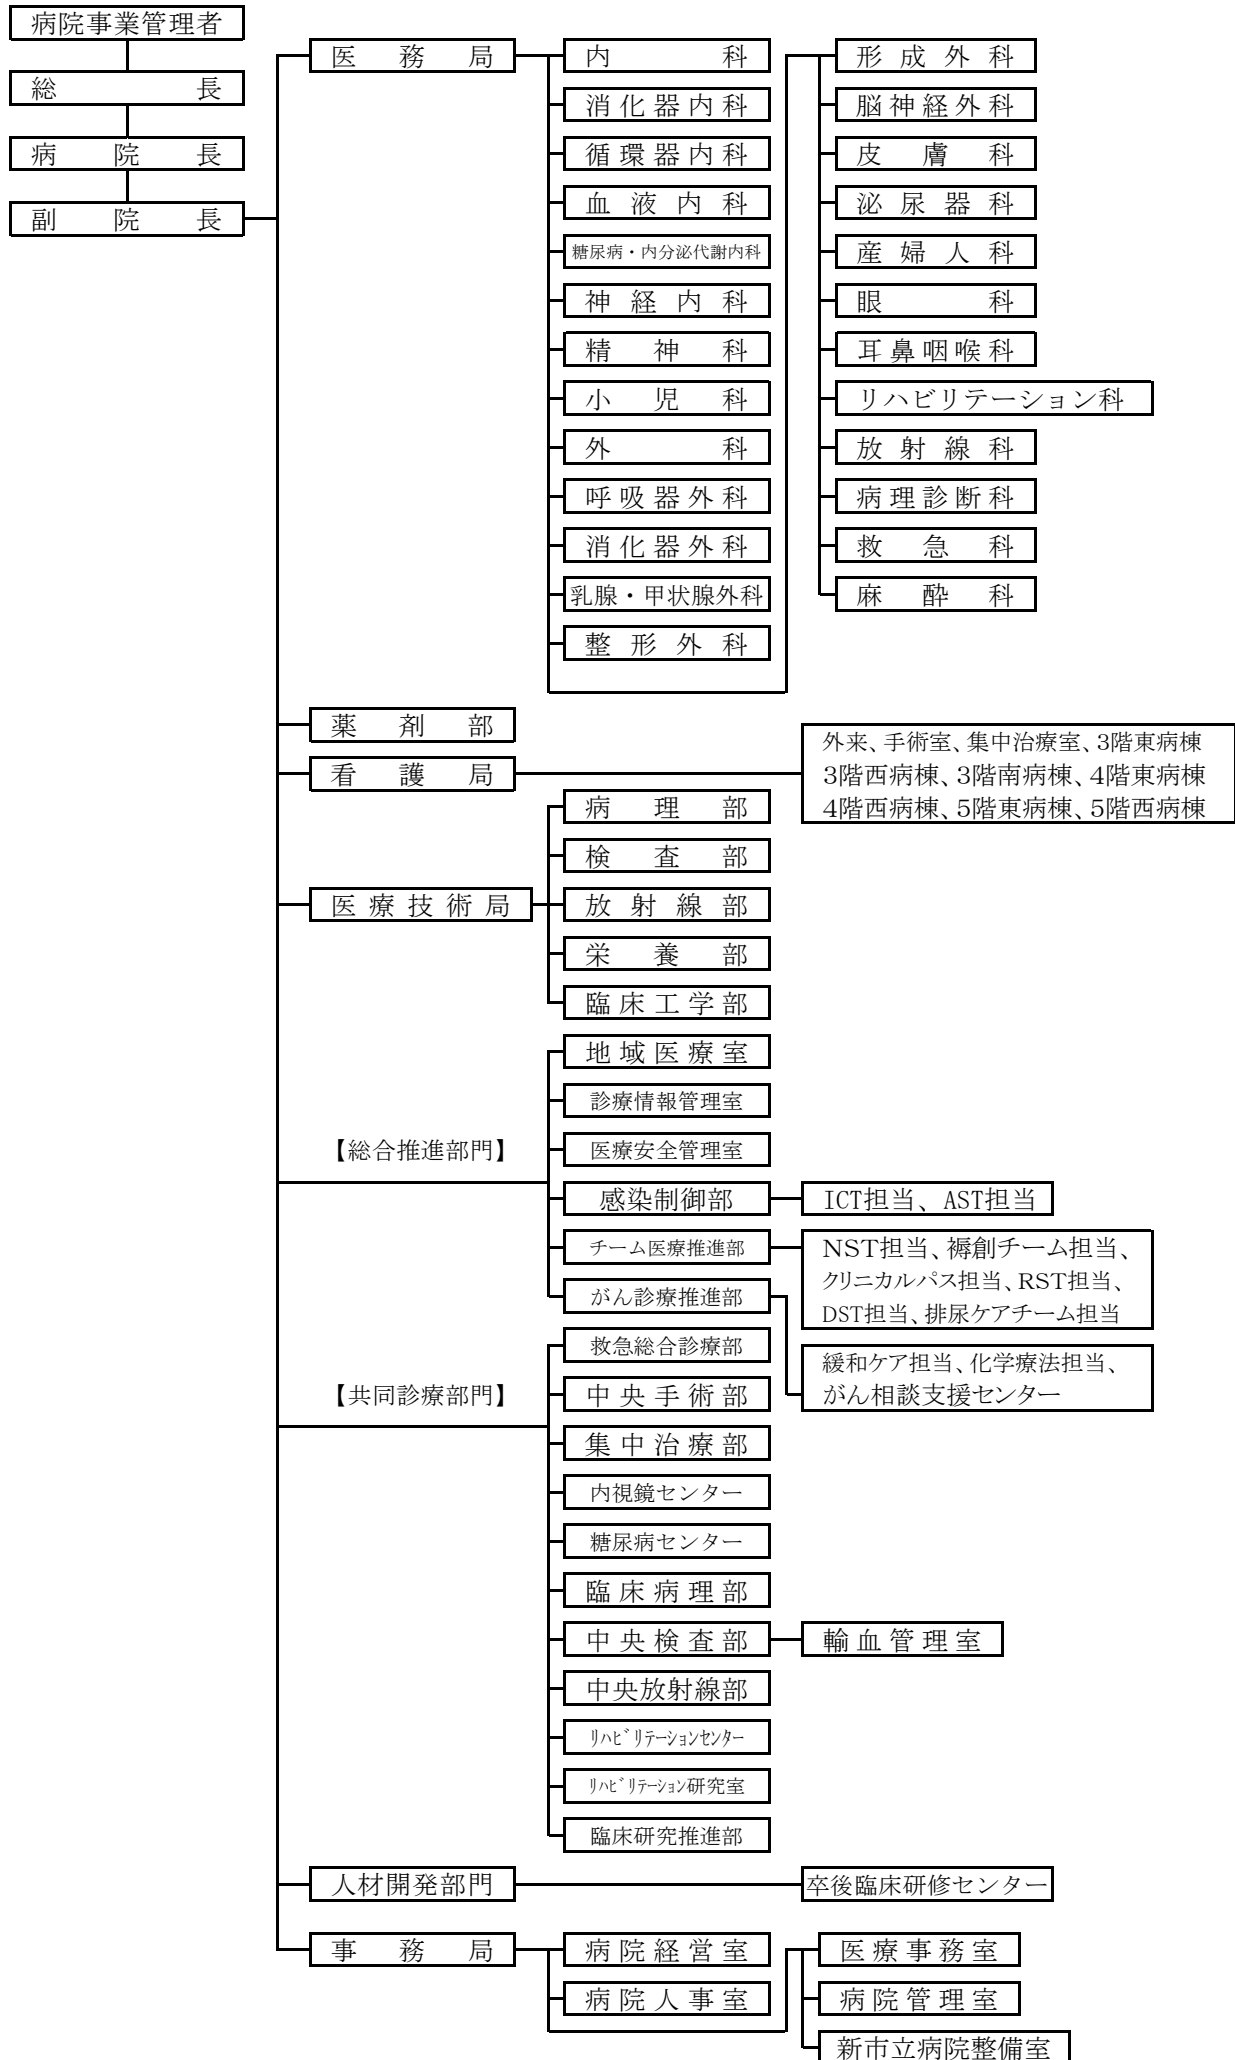 病院事業管理者
総長
病院長
副院長
医務局
内科
消化器内科
循環器内科
血液内科
糖尿病・内分泌代謝内科
神経内科
精神科
小児科
外科
呼吸器外科
消化器外科
乳腺・甲状腺外科
整形外科
形成外科
脳神経外科
皮膚科
泌尿器科
産婦人科
眼科
耳鼻咽喉科
リハビリテーション科
放射線科
病理診断科
救急科
麻酔科
薬剤部
看護局
外来、手術室、集中治療室、3階東病棟
3階西病棟、3階南病棟、4階東病棟
4階西病棟、5階東病棟、5階西病棟
医療技術局
病理部
検査部
放射線部
栄養部
臨床工学部
【総合推進部門】
地域医療室
診療情報管理室
医療安全管理室
感染制御部
ICT担当、AST担当
チーム医療推進部
NST担当、褥創チーム担当、
クリニカルパス担当、RST担当、
DST担当、排尿ケアチーム担当
がん診療推進部
緩和ケア担当、化学療法担当、
がん相談支援センター
【共同診療部門】
救急総合診療部
中央手術部
集中治療部
内視鏡センター
糖尿病センター
臨床病理部
中央検査部
輸血管理室
中央放射線部
ﾘﾊﾋﾞﾘﾃｰｼｮﾝｾﾝﾀｰ
ﾘﾊﾋﾞﾘﾃｰｼｮﾝ研究室
臨床研究推進部
人材開発部門
卒後臨床研修センター
事務局
病院経営室
病院人事室
医療事務室
病院管理室
新市立病院整備室